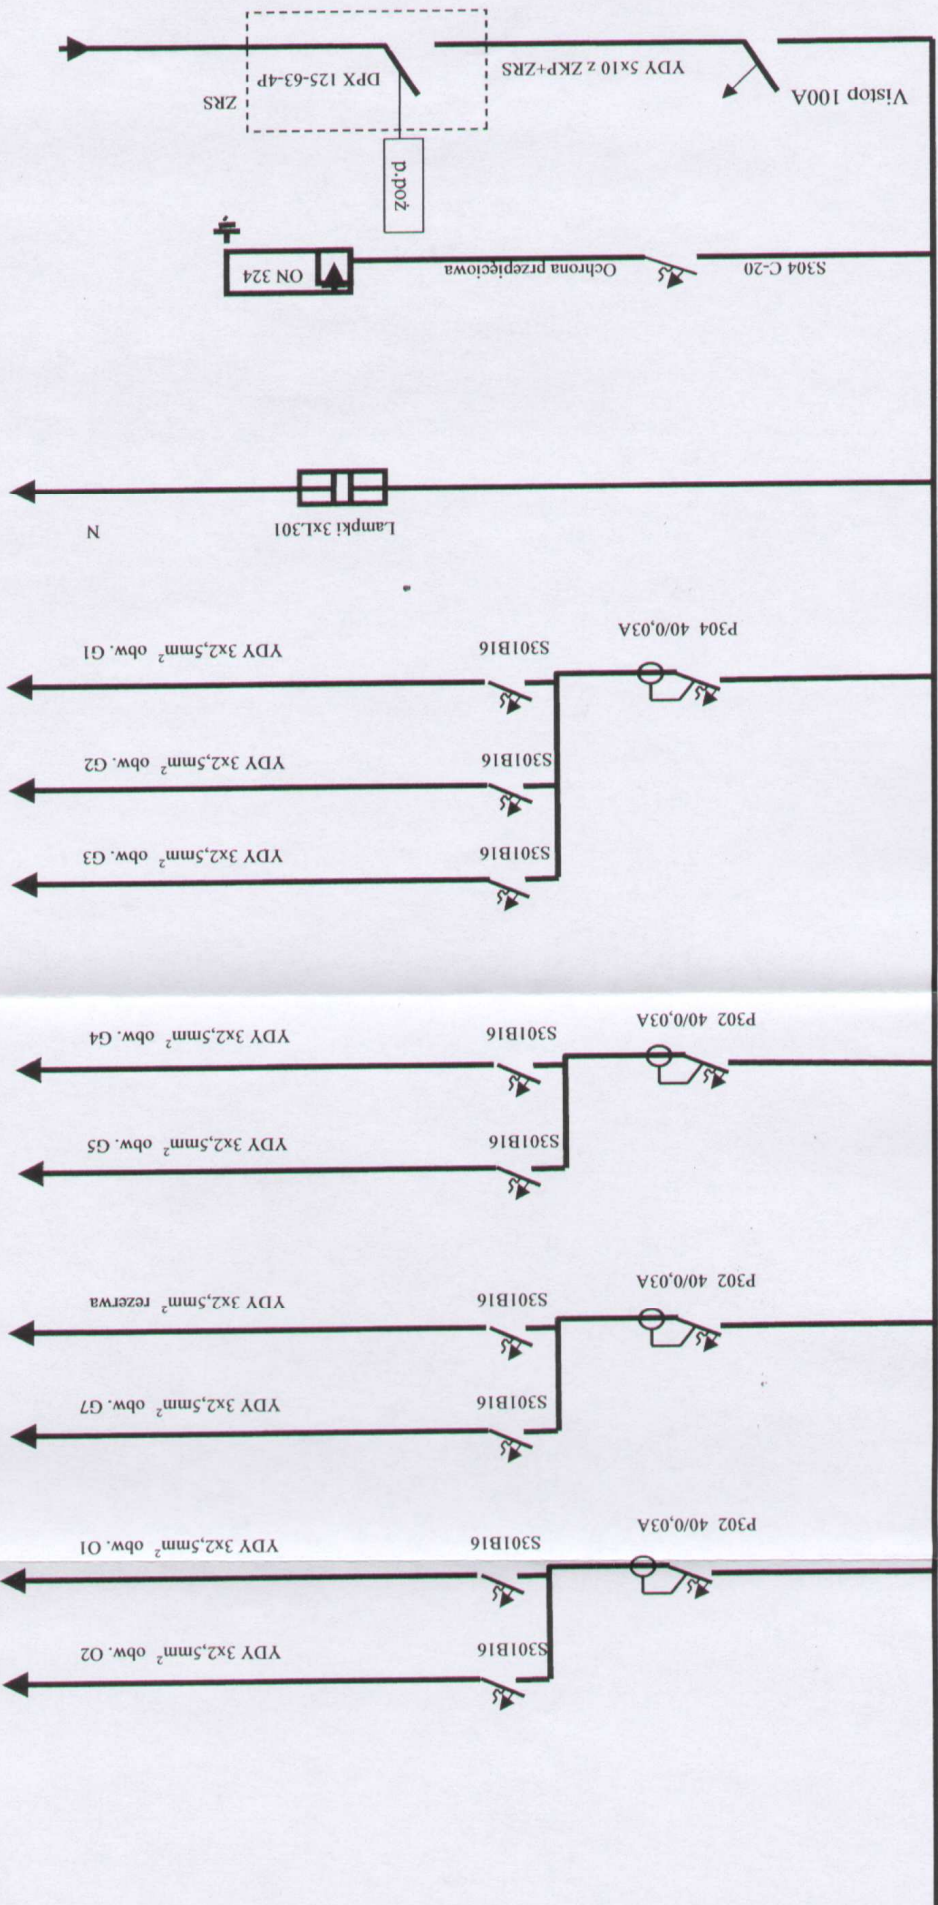 S301B16
YDY 3x2,5mm² obw. O2
P302 40/0,03A
S301B16
YDY 3x2,5mm² obw. O1
S301B16
YDY 3x2,5mm² obw. G7
P302 40/0,03A
S301B16
YDY 3x2,5mm² rezerwa
S301B16
YDY 3x2,5mm² obw. G5
P302 40/0,03A
S301B16
YDY 3x2,5mm² obw. G4
S301B16
YDY 3x2,5mm² obw. G3
S301B16
YDY 3x2,5mm² obw. G2
P304 40/0,03A
S301B16
YDY 3x2,5mm² obw. G1
Lampki 3xL301
N
S304 C-20
Ochrona przepięciowa
ON 324
p.poż
Vistop 100A
YDY 5x10 z ZKP+ZRS
DPX 125-63-4P
ZRS